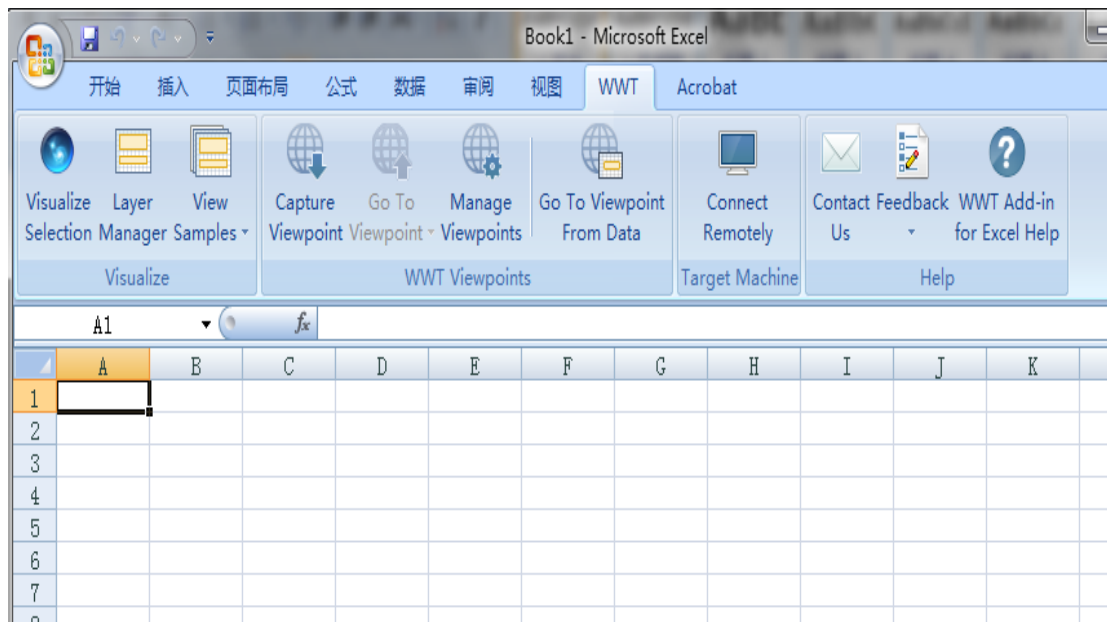 Book1 - Microsoft Excel
开始 插入 页面布局 公式 数据 审阅 视图 WWT Acrobat
Visualize Layer View Capture Go To Manage Go To Viewpoint Connect Contact Feedback WWT Add-in
Selection Manager Samples Viewpoint Viewpoint Viewpoints From Data Remotely Us for Excel Help
Visualize WWT Viewpoints Target Machine Help
A1 fx
A B C D E F G H I J K
1
2
3
4
5
6
7